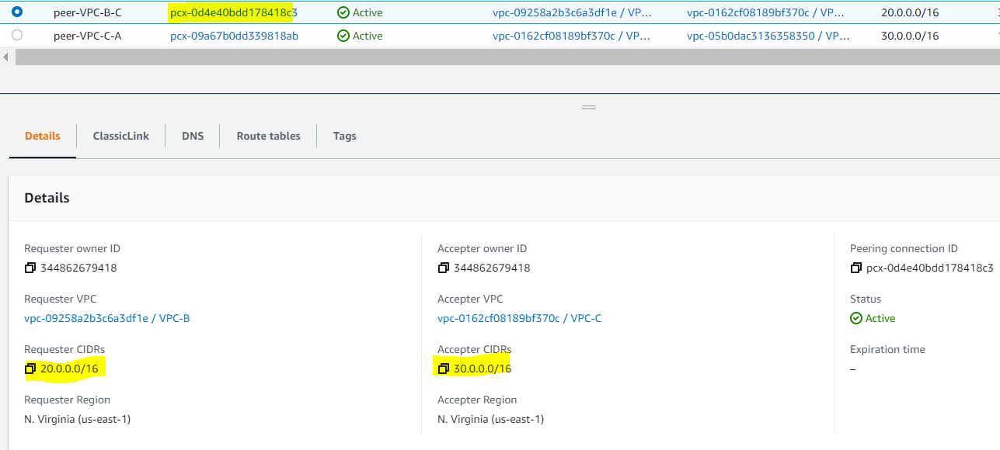 peer-VPC-B-C pcx-0d4e40bdd178418c3 Active vpc-09258a2b3c6a3df1e / VP… vpc-0162cf08189bf370c / VP… 20.0.0.0/16
peer-VPC-C-A pcx-09a67b0dd339818ab Active vpc-0162cf08189bf370c / VP… vpc-05b0dac3136358350 / VP… 30.0.0.0/16
Details ClassicLink DNS Route tables Tags
Details
Requester owner ID Accepter owner ID Peering connection ID
344862679418 344862679418 pcx-0d4e40bdd178418c3
Requester VPC Accepter VPC Status
vpc-09258a2b3c6a3df1e / VPC-B vpc-0162cf08189bf370c / VPC-C Active
Requester CIDRs Accepter CIDRs Expiration time
20.0.0.0/16 30.0.0.0/16 –
Requester Region Accepter Region
N. Virginia (us-east-1) N. Virginia (us-east-1)